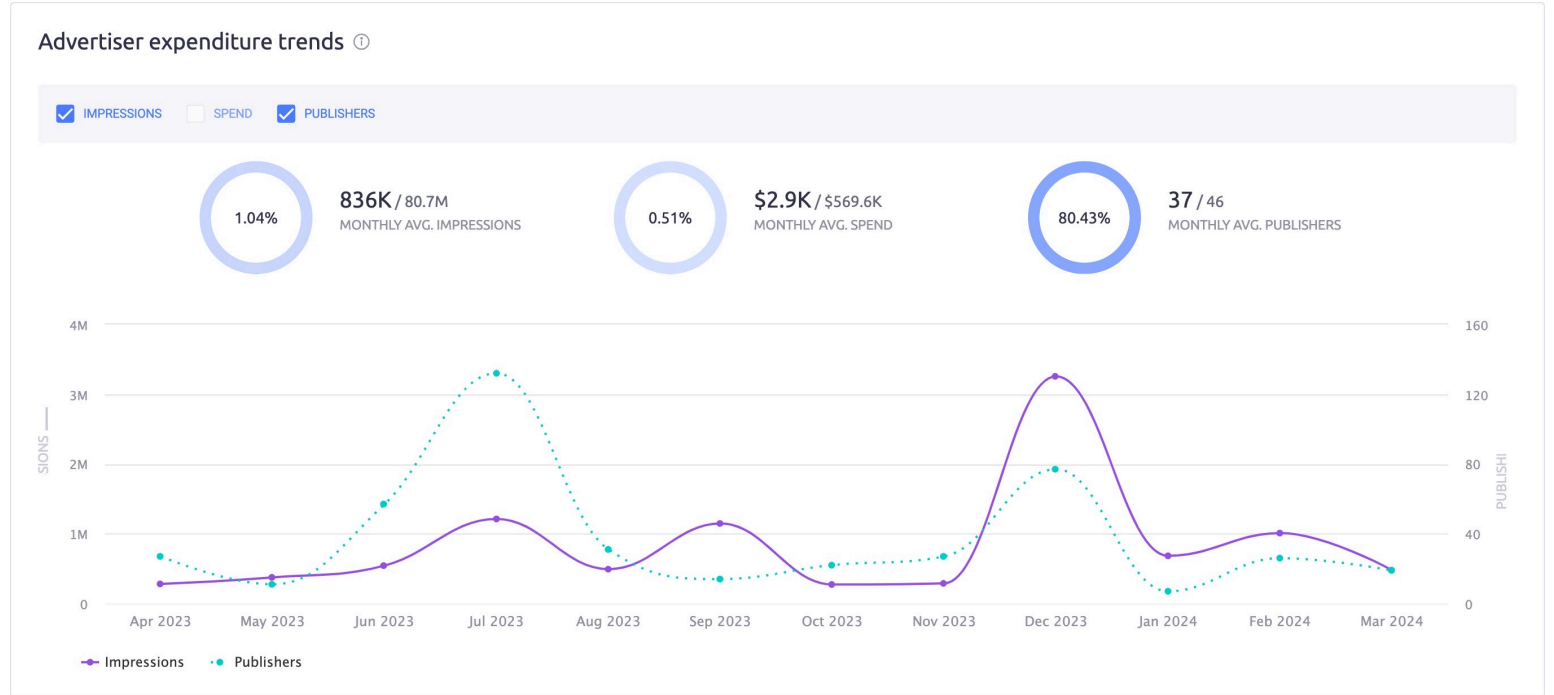 Advertiser expenditure trends
IMPRESSIONS SPEND PUBLISHERS
1.04% 836K / 80.7M
MONTHLY AVG. IMPRESSIONS
0.51% $2.9K / $569.6K
MONTHLY AVG. SPEND
80.43% 37 / 46
MONTHLY AVG. PUBLISHERS
4M 160
3M 120
2M 80
1M 40
0 0
SIONS
PUBLISHI
Apr 2023 May 2023 Jun 2023 Jul 2023 Aug 2023 Sep 2023 Oct 2023 Nov 2023 Dec 2023 Jan 2024 Feb 2024 Mar 2024
Impressions Publishers